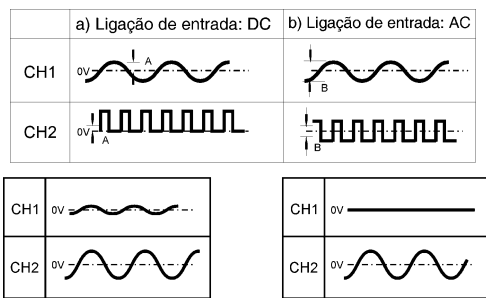 a) Ligação de entrada: DC b) Ligação de entrada: AC
CH1 0V A B
CH2 0V A B
CH1 0V CH1 0V
CH2 0V CH2 0V